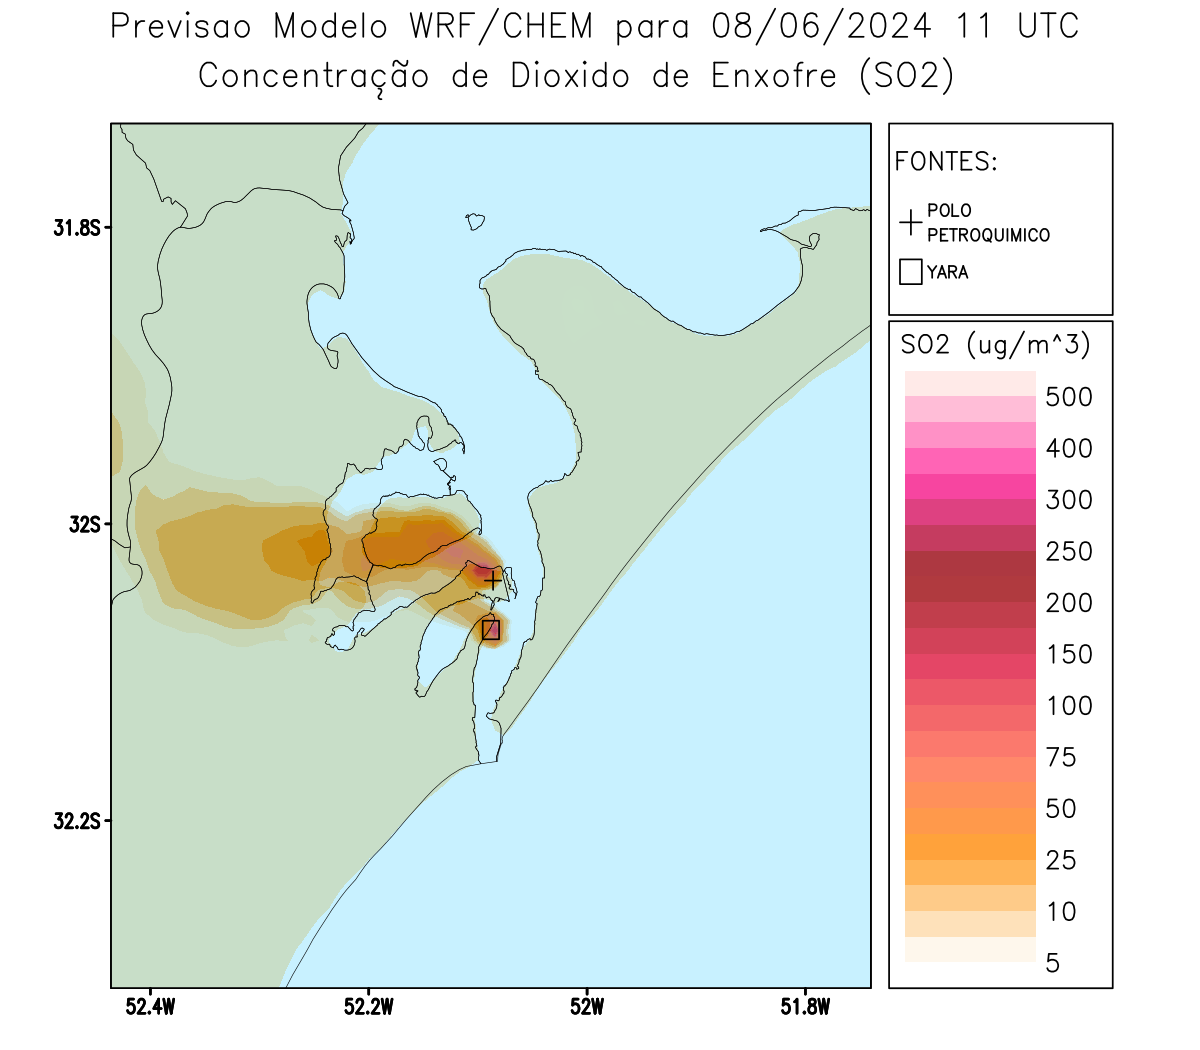 Previsao Modelo WRF/CHEM para 08/06/2024 11 UTC
Concentração de Dioxido de Enxofre (SO2)
FONTES:
POLO
PETROQUIMICO
YARA
31.8S
32S
32.2S
52.4W
52.2W
52W
51.8W
SO2 (ug/m^3)
500
400
300
250
200
150
100
75
50
25
10
5